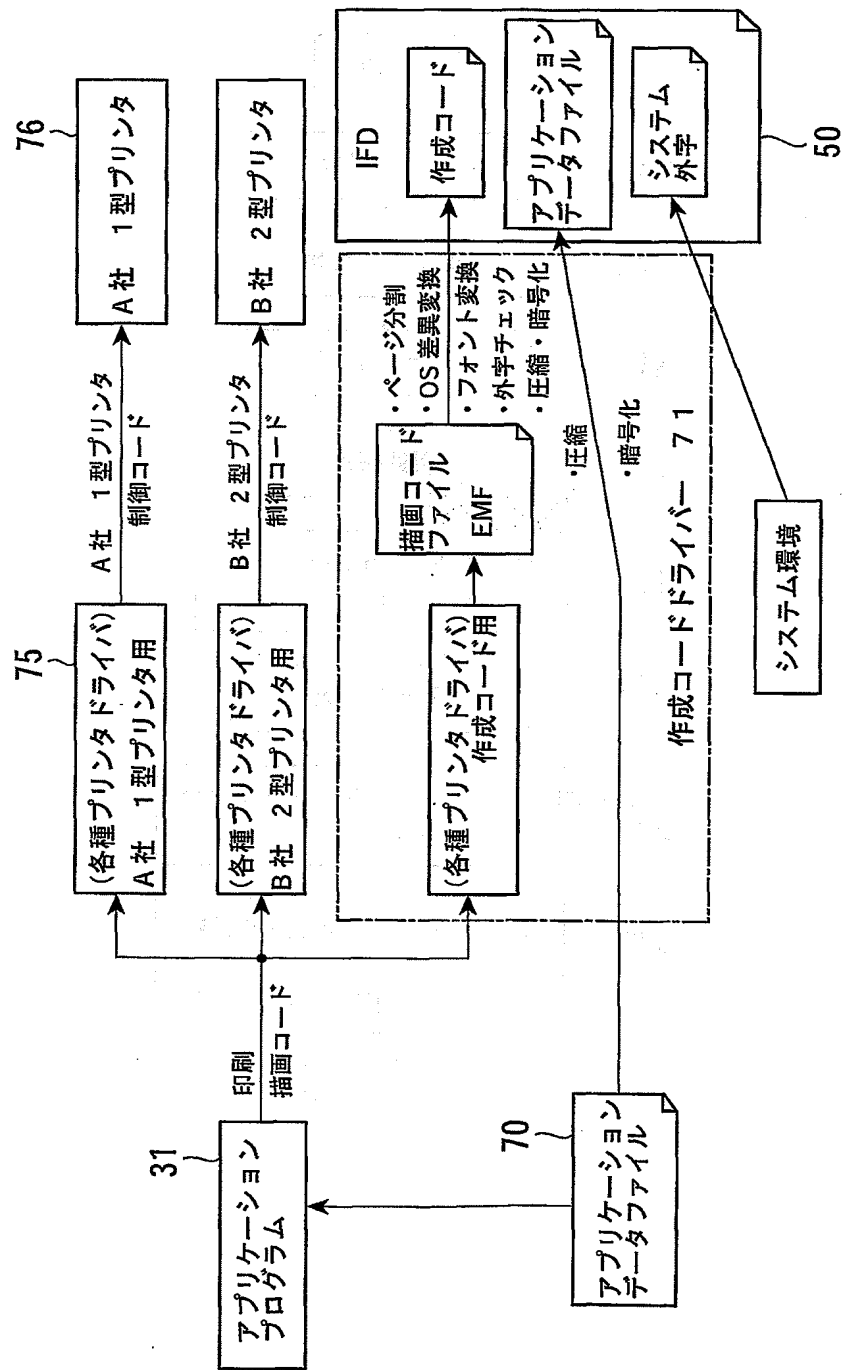 76
A社 1型プリンタ
B社 2型プリンタ
IFD
作成コード
アプリケーション
データファイル
システム
外字
50
A社 1型プリンタ
制御コード
B社 2型プリンタ
制御コード
・ページ分割
・OS差異変換
・フォント変換
・外字チェック
・圧縮・暗号化
描画コード
ファイル
EMF
・圧縮
・暗号化
75
(各種プリンタドライバ)
A社 1型プリンタ用
(各種プリンタドライバ)
B社 2型プリンタ用
(各種プリンタドライバ)
作成コード用
作成コードドライバー 71
システム環境
印刷
描画コード
31
アプリケーション
プログラム
70
アプリケーション
データファイル